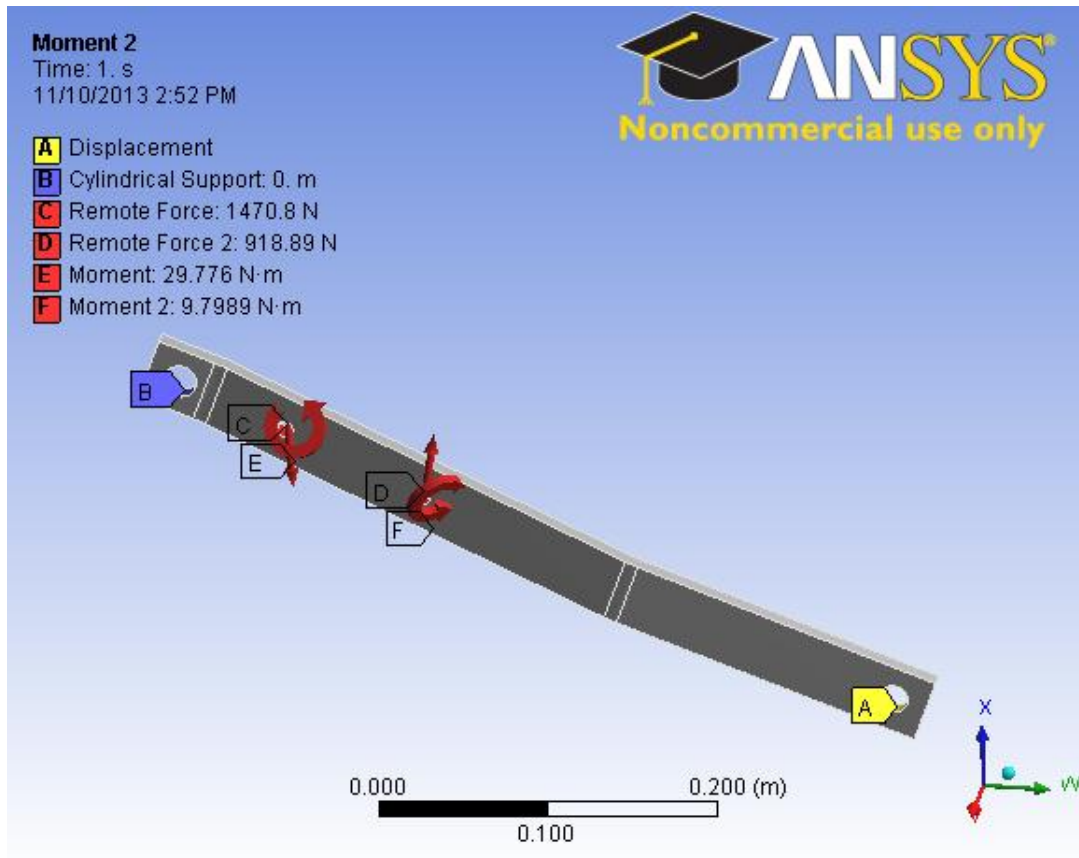 Moment 2
Time: 1. s
11/10/2013 2:52 PM
A Displacement
B Cylindrical Support: 0. m
C Remote Force: 1470.8 N
D Remote Force 2: 918.89 N
E Moment: 29.776 N·m
F Moment 2: 9.7989 N·m
ANSYS®
Noncommercial use only
B
C
E
D
F
A
X
0.000
0.200 (m)
0.100